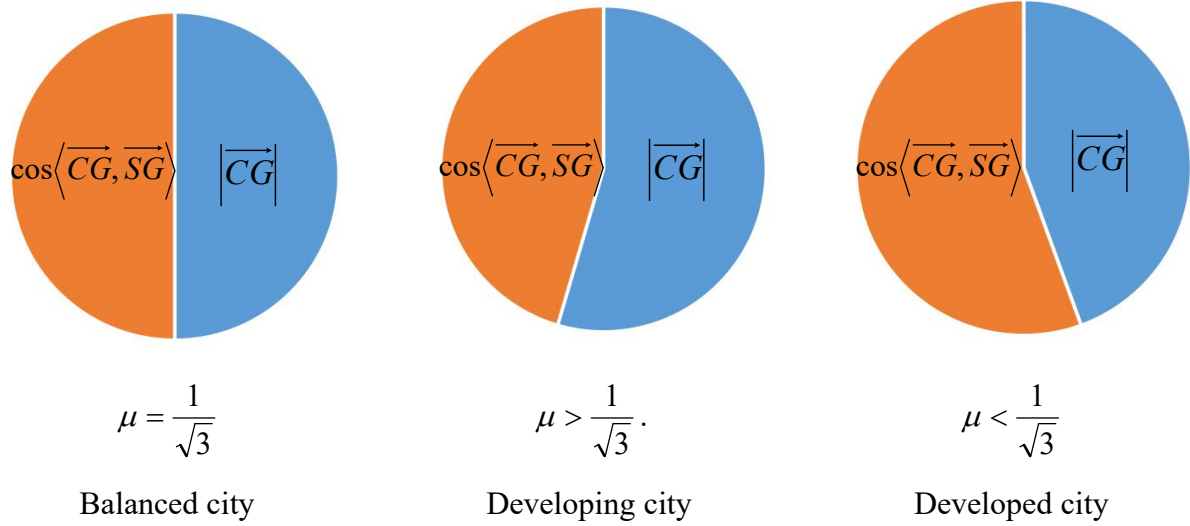 cos⟨CG⃗, SG⃗⟩ |CG⃗|
cos⟨CG⃗, SG⃗⟩ |CG⃗|
cos⟨CG⃗, SG⃗⟩ |CG⃗|
μ = 1/√3
μ > 1/√3 .
μ < 1/√3
Balanced city
Developing city
Developed city